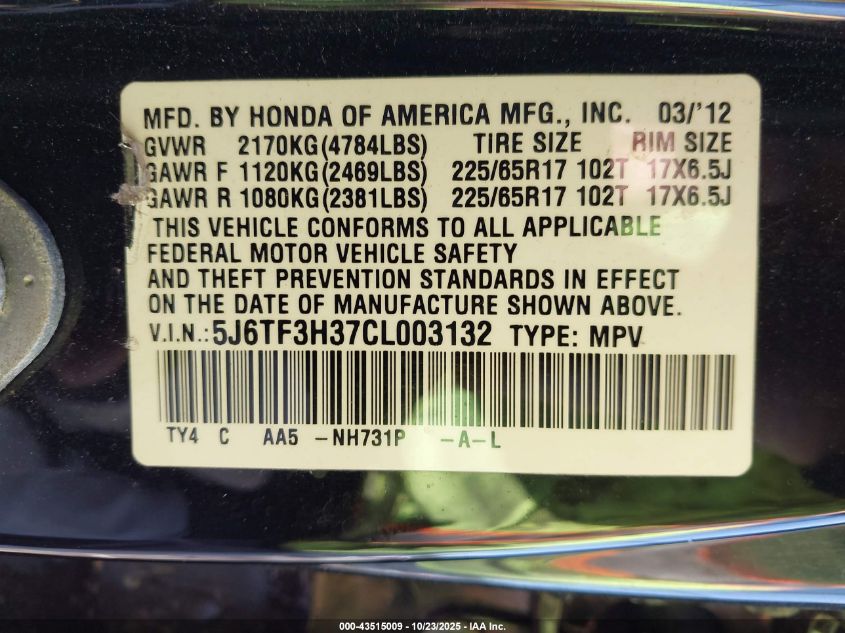 MFD. BY HONDA OF AMERICA MFG., INC. 03/'12
GVWR 2170KG(4784LBS) TIRE SIZE RIM SIZE
GAWR F 1120KG(2469LBS) 225/65R17 102T 17X6.5J
GAWR R 1080KG(2381LBS) 225/65R17 102T 17X6.5J
THIS VEHICLE CONFORMS TO ALL APPLICABLE
FEDERAL MOTOR VEHICLE SAFETY
AND THEFT PREVENTION STANDARDS IN EFFECT
ON THE DATE OF MANUFACTURE SHOWN ABOVE.
V.I.N.: 5J6TF3H37CL003132 TYPE: MPV
TY4 C AA5 -NH731P -A-L
000-43515009 - 10/23/2025 - IAA Inc.